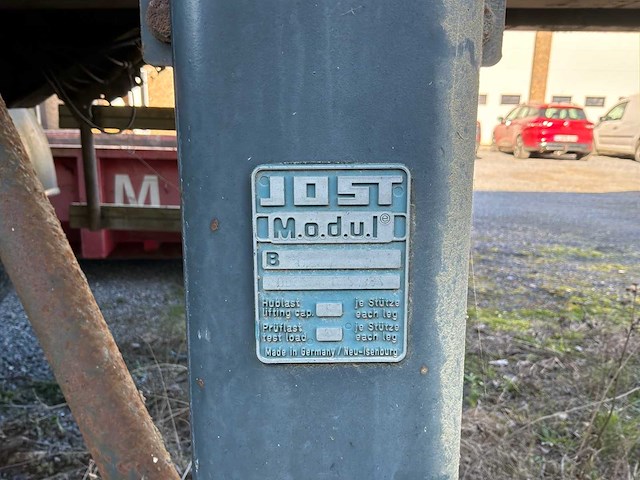 JOST
M.o.d.u.l
B
Hublast je Stütze
lifting cap. each leg
Prüflast je Stütze
test load each leg
Made in Germany/Neu-Isenburg
M